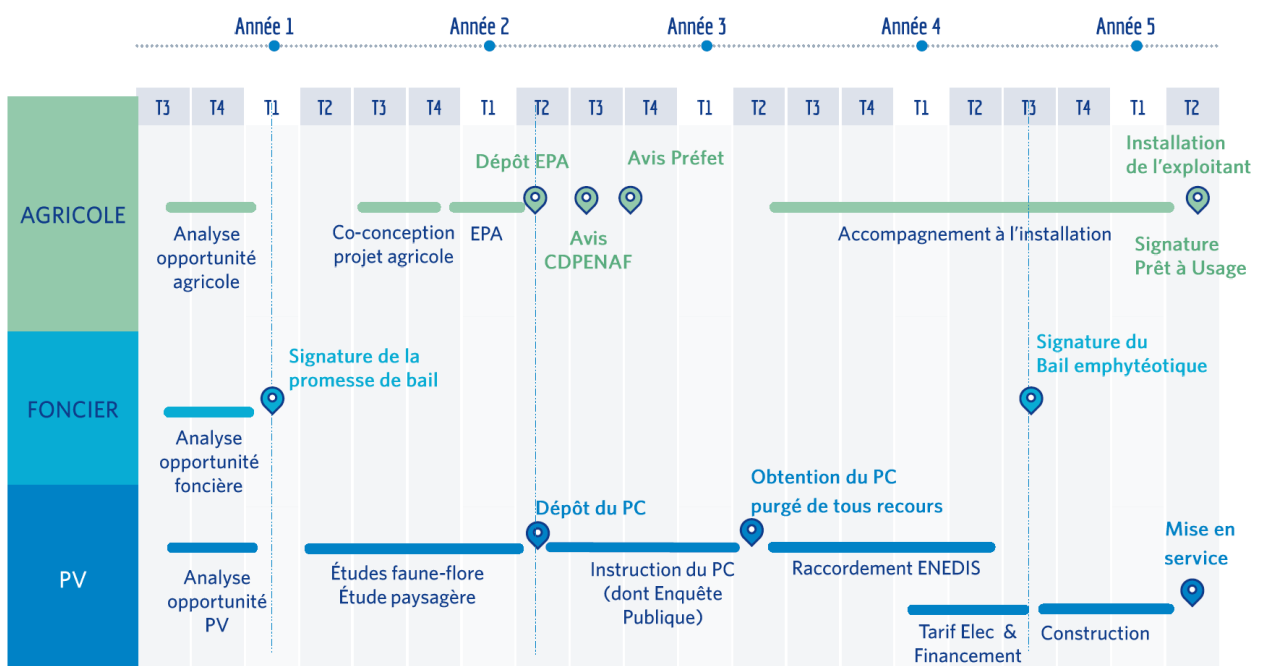 Année 1
Année 2
Année 3
Année 4
Année 5
T3 T4 T1 T2 T3 T4 T1 T2 T3 T4 T1 T2 T3 T4 T1 T2 T3 T4 T1 T2
AGRICOLE
Analyse
opportunité
agricole
Co-conception
projet agricole
EPA
Dépôt EPA
Avis
CDPENAF
Avis Préfet
Accompagnement à l'installation
Installation
de l'exploitant
Signature
Prêt à Usage
FONCIER
Analyse
opportunité
foncière
Signature de la
promesse de bail
Signature du
Bail emphytéotique
PV
Analyse
opportunité
PV
Études faune-flore
Étude paysagère
Dépôt du PC
Instruction du PC
(dont Enquête
Publique)
Obtention du PC
purgé de tous recours
Raccordement ENEDIS
Tarif Elec &
Financement
Construction
Mise en
service